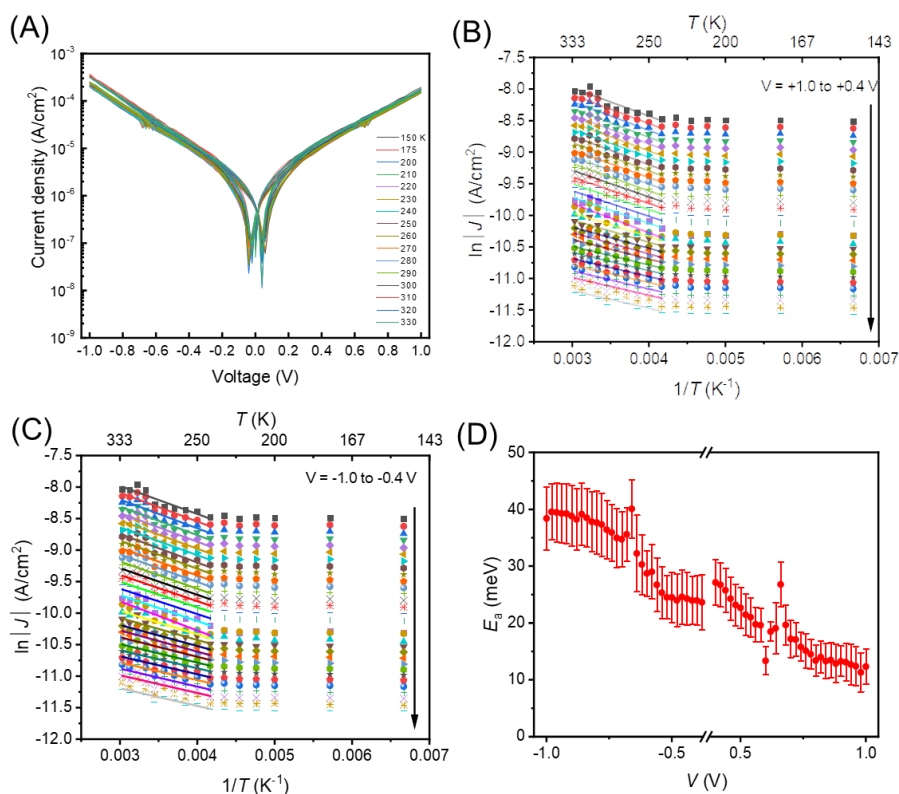 (A)
10⁻³
10⁻⁴
10⁻⁵
10⁻⁶
10⁻⁷
10⁻⁸
10⁻⁹
Current density (A/cm²)
150 K
175
200
210
220
230
240
250
260
270
280
290
300
310
320
330
-1.0 -0.8 -0.6 -0.4 -0.2 0.0 0.2 0.4 0.6 0.8 1.0
Voltage (V)
(B)
T (K)
333 250 200 167 143
-7.5
-8.0
-8.5
-9.0
-9.5
-10.0
-10.5
-11.0
-11.5
-12.0
ln |J| (A/cm²)
V = +1.0 to +0.4 V
0.003 0.004 0.005 0.006 0.007
1/T (K⁻¹)
(C)
T (K)
333 250 200 167 143
-7.5
-8.0
-8.5
-9.0
-9.5
-10.0
-10.5
-11.0
-11.5
-12.0
ln |J| (A/cm²)
V = -1.0 to -0.4 V
0.003 0.004 0.005 0.006 0.007
1/T (K⁻¹)
(D)
50
40
30
20
10
0
Eₐ (meV)
-1.0 -0.5 0.5 1.0
V (V)